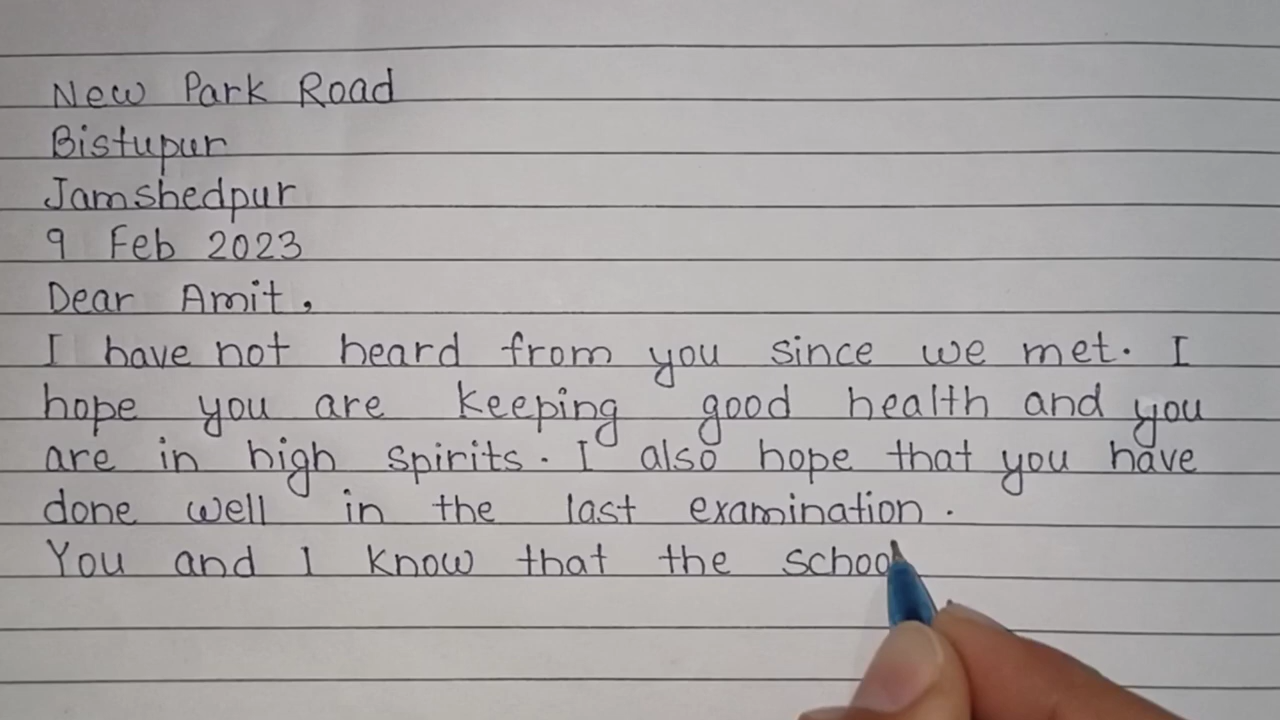 New Park Road
Bistupur
Jamshedpur
9 Feb 2023
Dear Amit,
I have not heard from you since we met. I
hope you are keeping good health and you
are in high spirits. I also hope that you have
done well in the last examination.
You and I know that the schoo